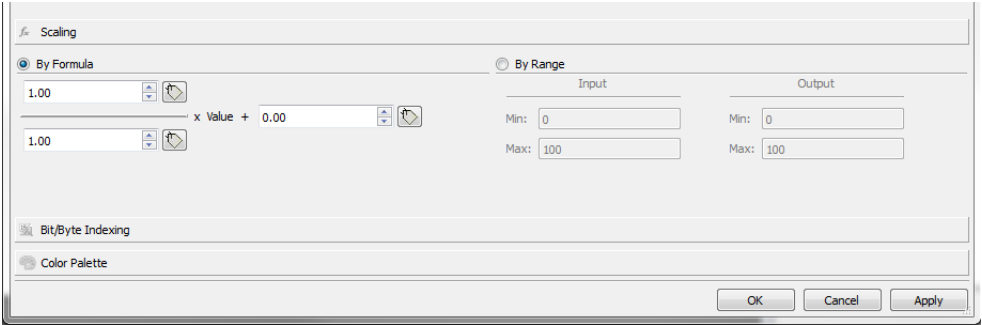 Scaling
By Formula
1.00
x Value + 0.00
1.00
By Range
Input Output
Min: 0 Min: 0
Max: 100 Max: 100
Bit/Byte Indexing
Color Palette
OK Cancel Apply